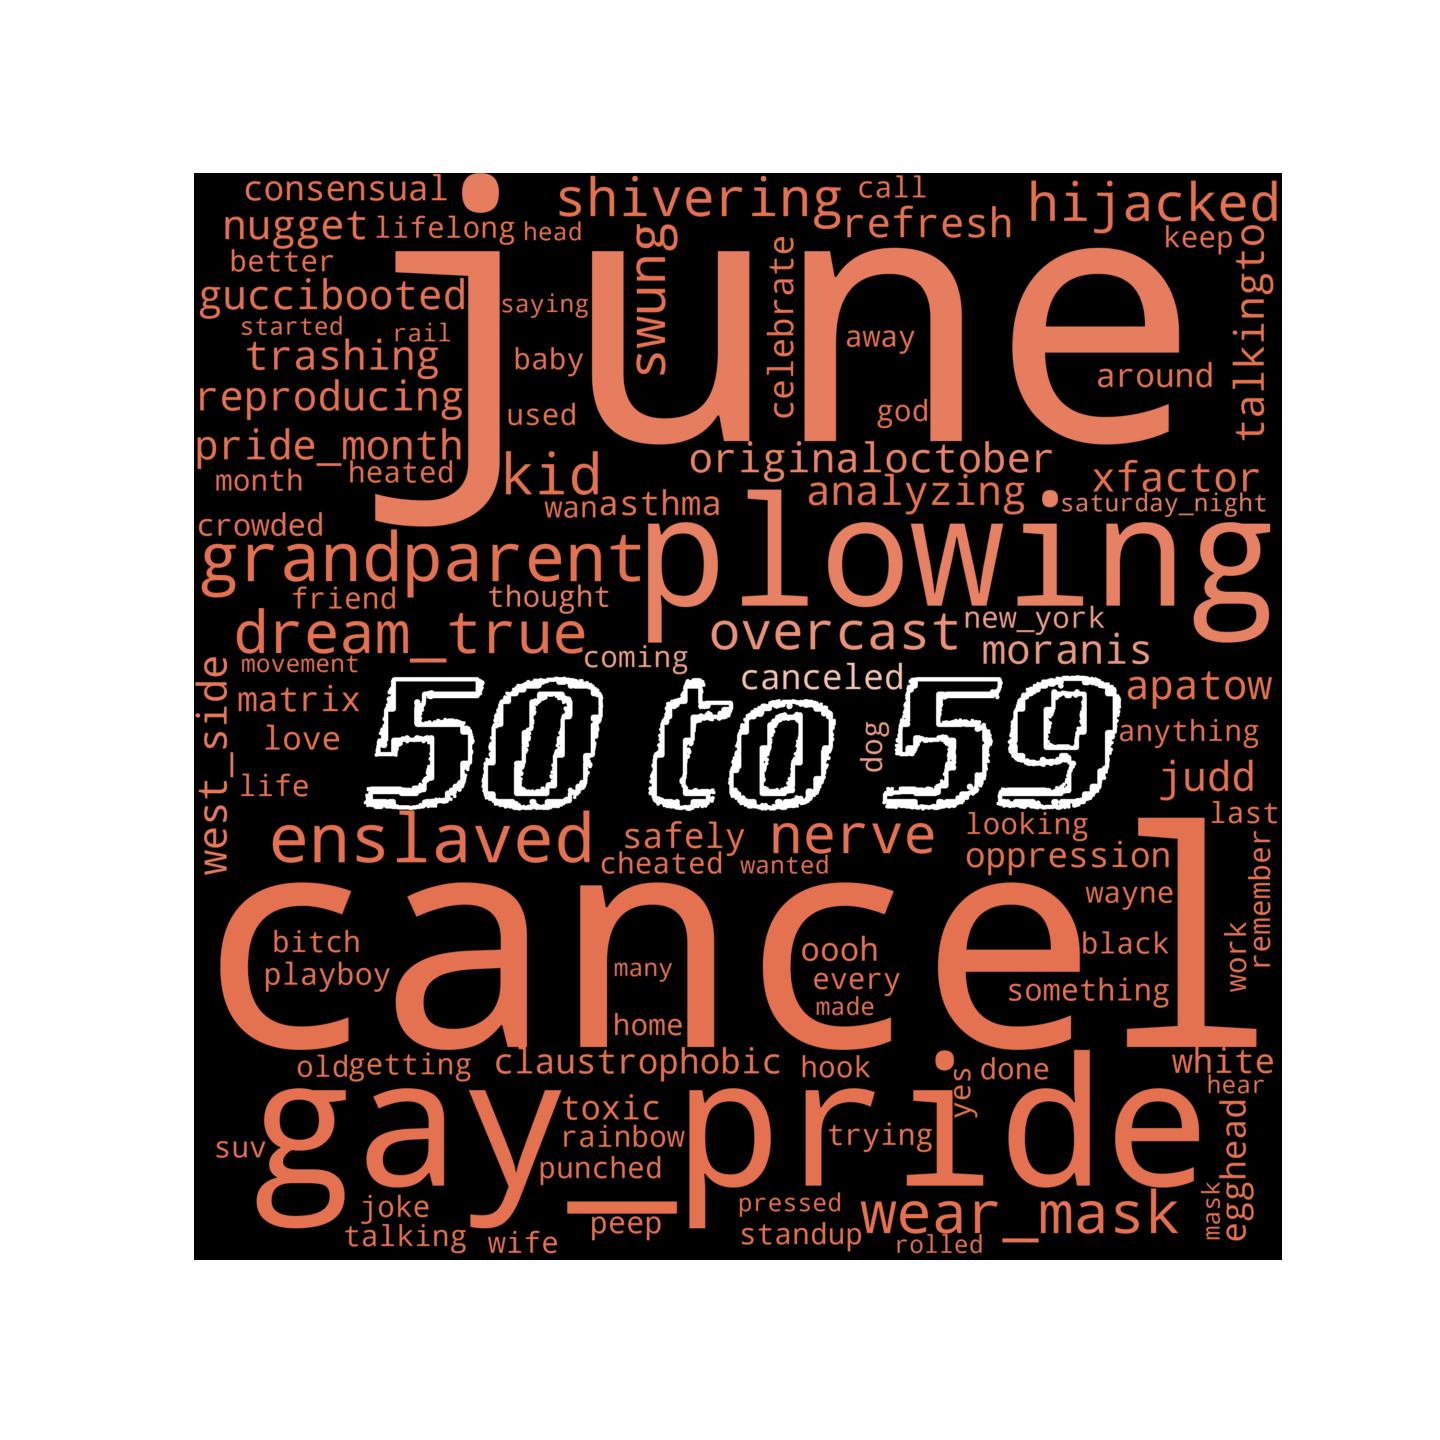 consensual
shivering
call
hijacked
nugget
lifelong
head
refresh
keep
june
better
swung
celebrate
talkingto
guccibooted
saying
started
rail
away
trashing
baby
around
reproducing
used
god
pride_month
originaloctober
month
heated
kid
xfactor
analyzing
saturday_night
wan
asthma
crowded
plowing
grandparent
friend
thought
new_york
dream_true
overcast
moranis
movement
coming
canceled
apatow
west_side
matrix
50 to 59
love
dog
anything
life
judd
last
enslaved
safely
nerve
looking
cheated
wanted
oppression
remember
cancel
wayne
bitch
oooh
black
work
playboy
many
every
something
made
home
old
getting
claustrophobic
hook
yes
done
white
hear
gay_pride
toxic
suv
rainbow
trying
egghead
punched
joke
pressed
wear_mask
mask
talking
wife
peep
standup
rolled